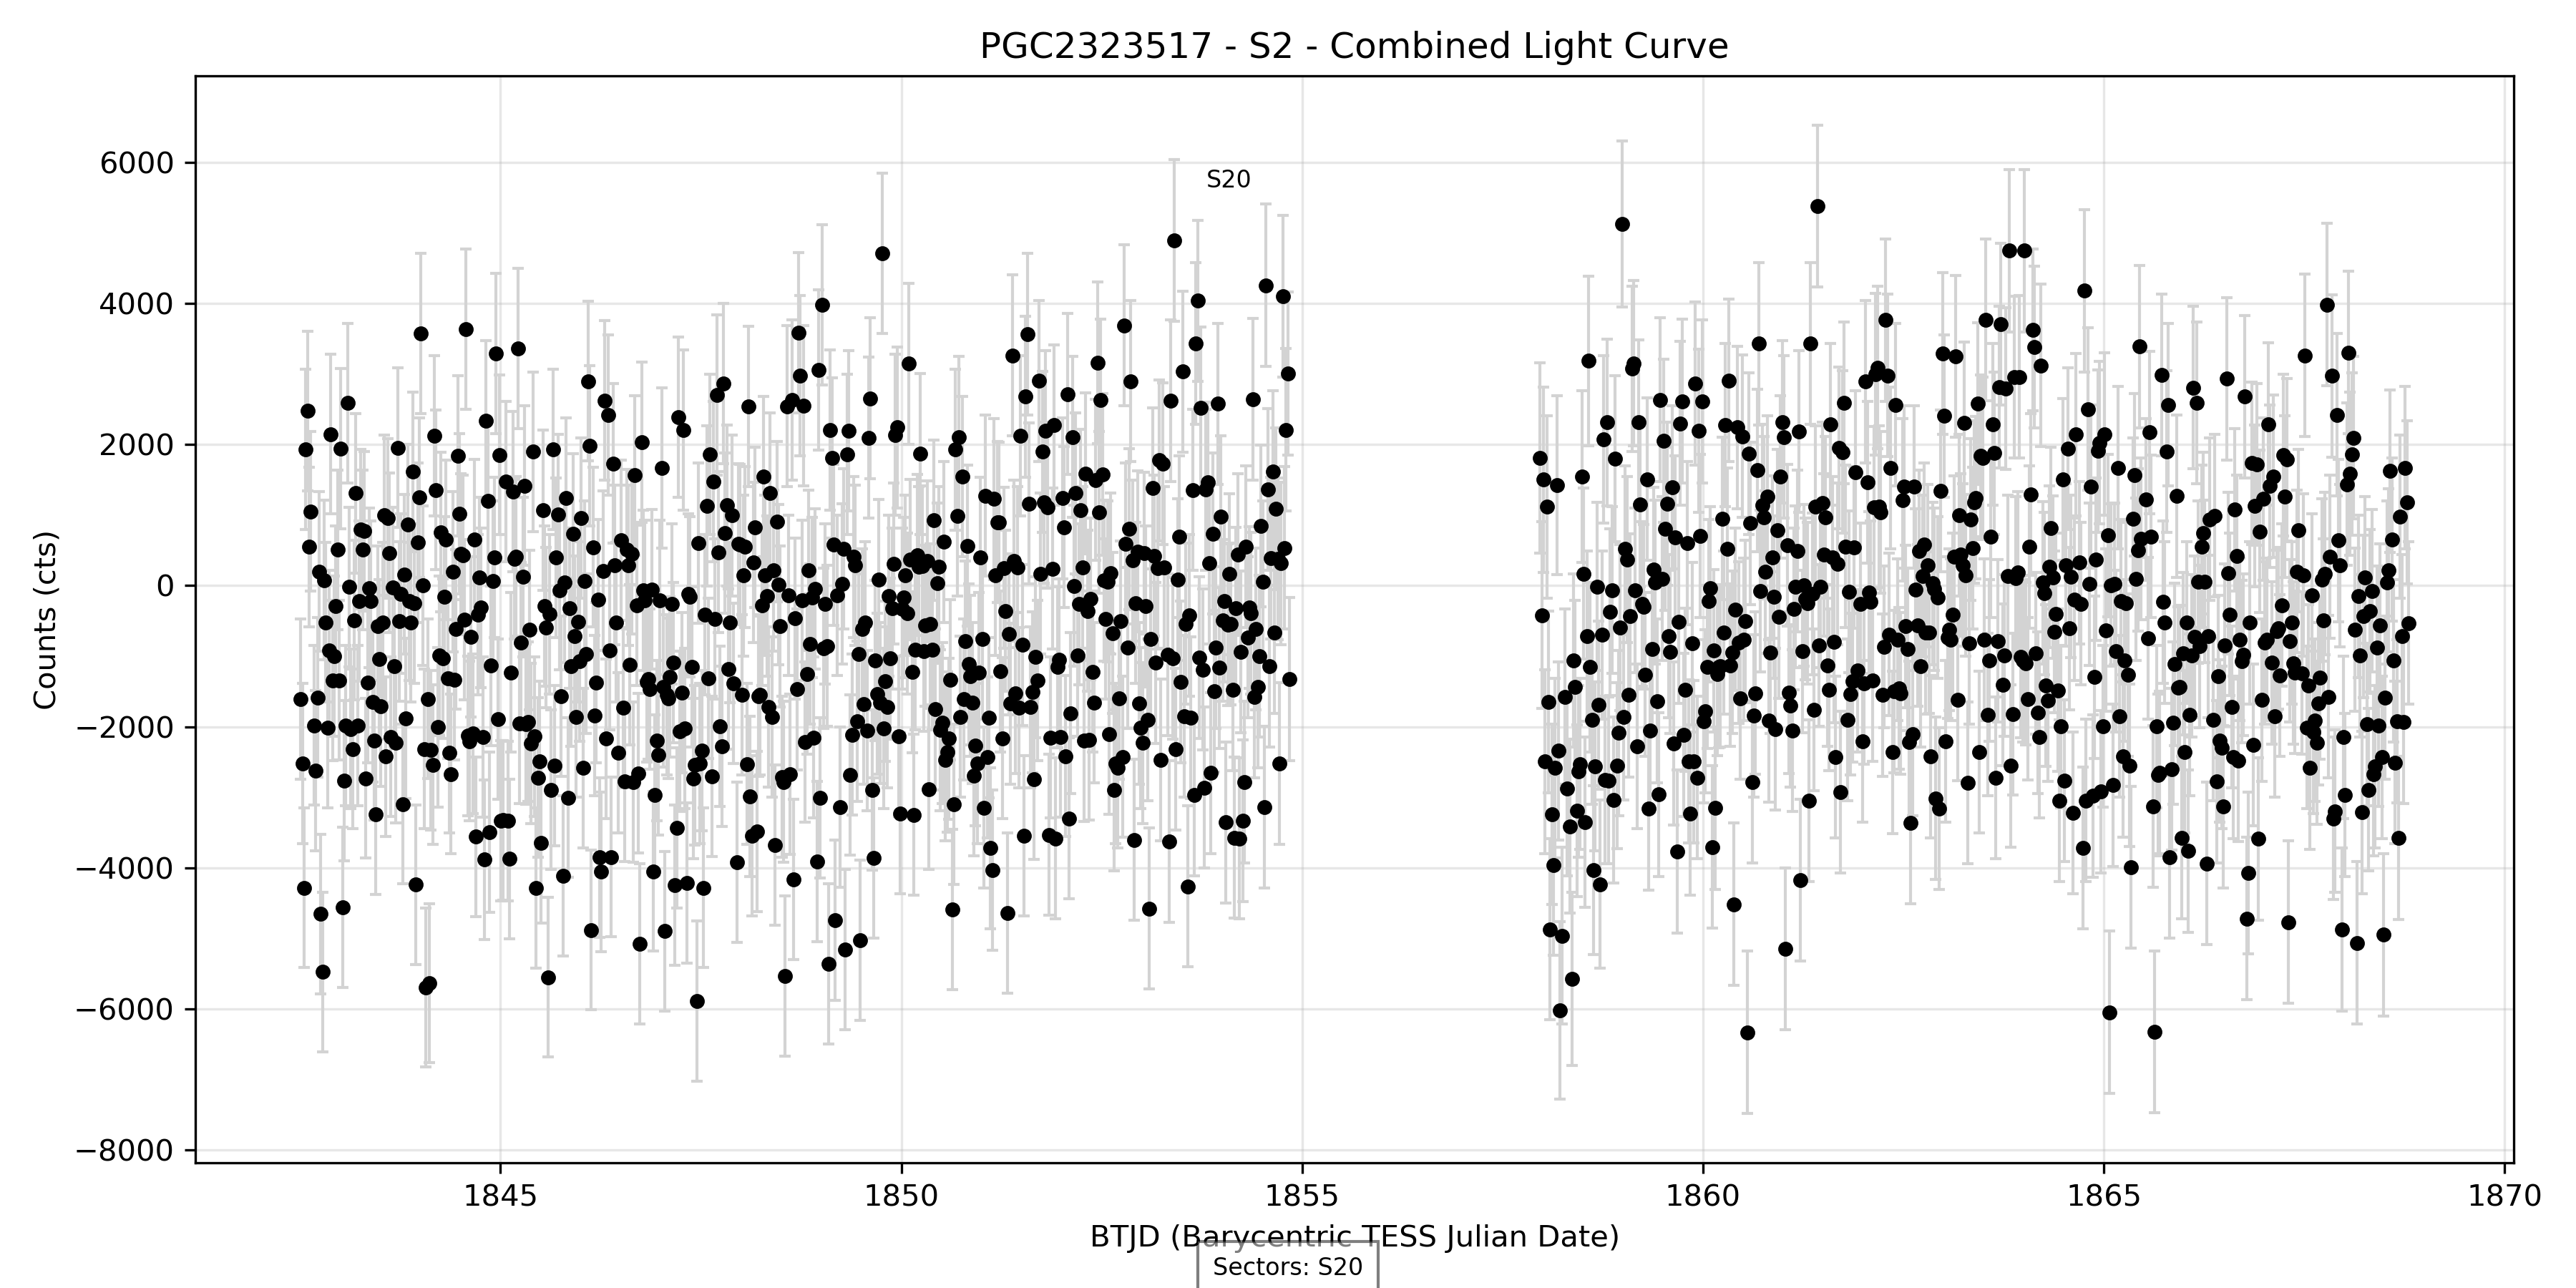 PGC2323517 - S2 - Combined Light Curve
Counts (cts)
6000
4000
2000
0
−2000
−4000
−6000
−8000
S20
1845
1850
1855
1860
1865
1870
BTJD (Barycentric TESS Julian Date)
Sectors: S20